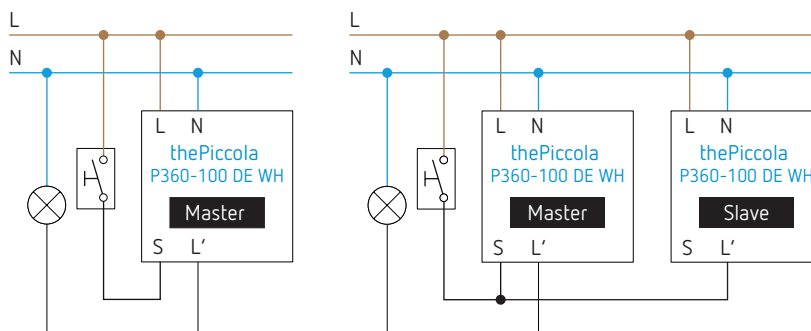 L
N
L N
thePiccola
P360-100 DE WH
Master
S L′
L
N
L N
thePiccola
P360-100 DE WH
Master
S L′
L N
thePiccola
P360-100 DE WH
Slave
S L′